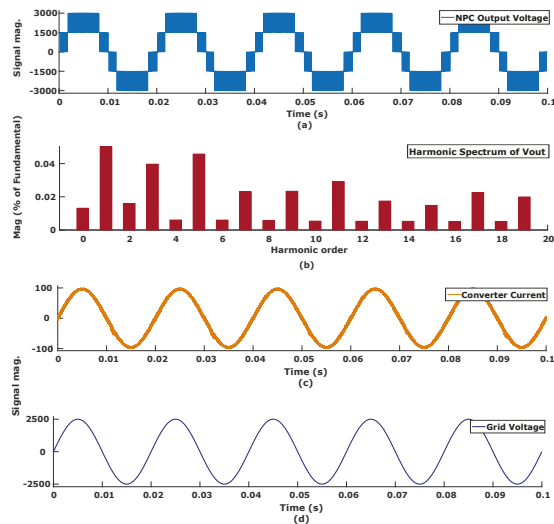 3000
1500
0
-1500
-3000
Signal mag.
NPC Output Voltage
0 0.01 0.02 0.03 0.04 0.05 0.06 0.07 0.08 0.09 0.1
Time (s)
(a)
0.04
0.02
0
Mag (% of Fundamental)
Harmonic Spectrum of Vout
0 2 4 6 8 10 12 14 16 18 20
Harmonic order
(b)
100
0
-100
Converter Current
0 0.01 0.02 0.03 0.04 0.05 0.06 0.07 0.08 0.09 0.1
Time (s)
(c)
Signal mag.
2500
0
-2500
Grid Voltage
0 0.01 0.02 0.03 0.04 0.05 0.06 0.07 0.08 0.09 0.1
Time (s)
(d)